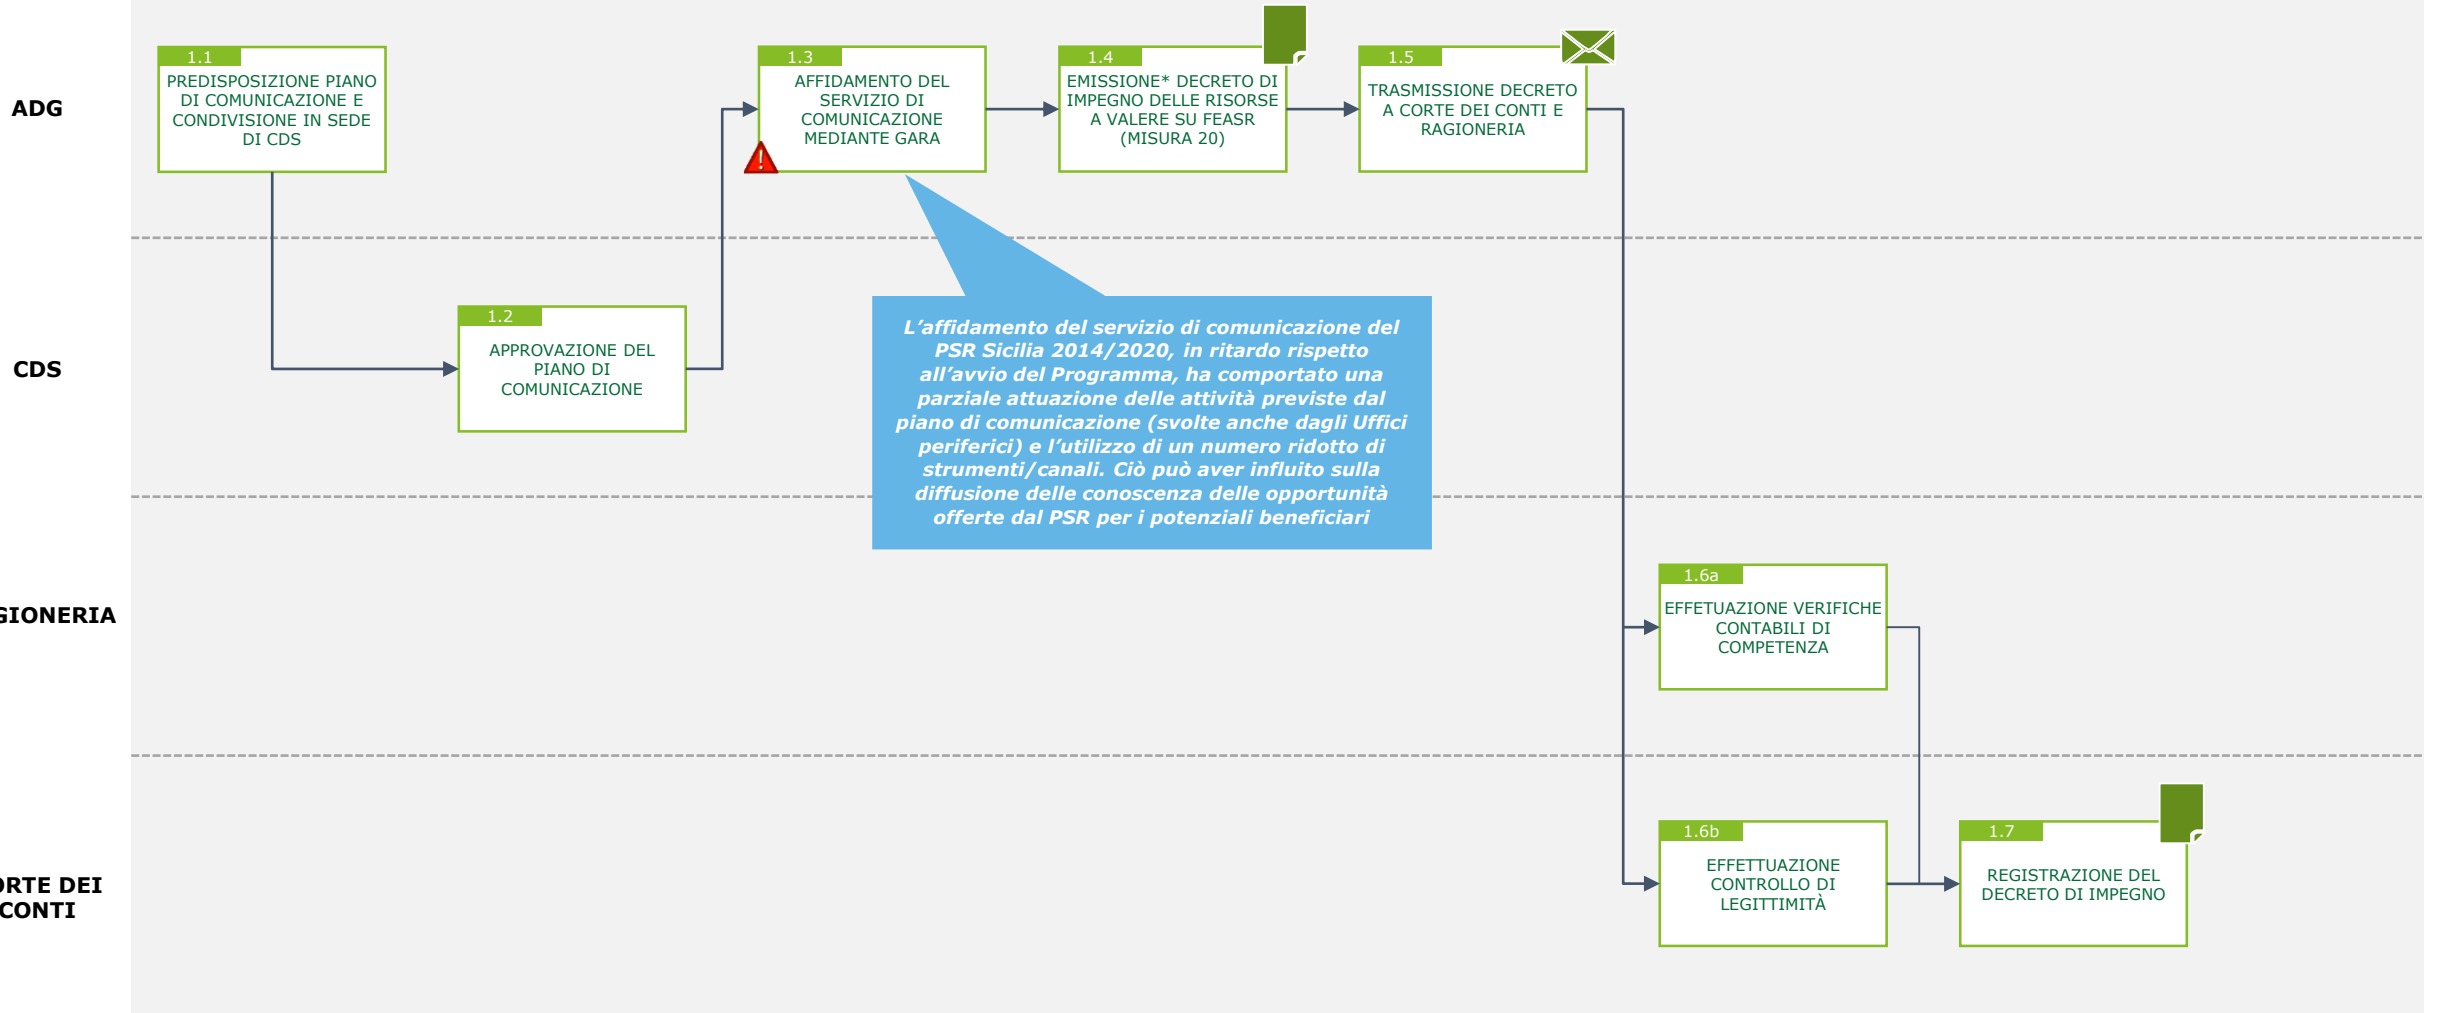 ADG
1.1
PREDISPOSIZIONE PIANO
DI COMUNICAZIONE E
CONDIVISIONE IN SEDE
DI CDS
1.3
AFFIDAMENTO DEL
SERVIZIO DI
COMUNICAZIONE
MEDIANTE GARA
1.4
EMISSIONE* DECRETO DI
IMPEGNO DELLE RISORSE
A VALERE SU FEASR
(MISURA 20)
1.5
TRASMISSIONE DECRETO
A CORTE DEI CONTI E
RAGIONERIA
CDS
1.2
APPROVAZIONE DEL
PIANO DI
COMUNICAZIONE
L’affidamento del servizio di comunicazione del
PSR Sicilia 2014/2020, in ritardo rispetto
all’avvio del Programma, ha comportato una
parziale attuazione delle attività previste dal
piano di comunicazione (svolte anche dagli Uffici
periferici) e l’utilizzo di un numero ridotto di
strumenti/canali. Ciò può aver influito sulla
diffusione delle conoscenza delle opportunità
offerte dal PSR per i potenziali beneficiari
GIONERIA
1.6a
EFFETUAZIONE VERIFICHE
CONTABILI DI
COMPETENZA
ORTE DEI
CONTI
1.6b
EFFETTUAZIONE
CONTROLLO DI
LEGITTIMITÀ
1.7
REGISTRAZIONE DEL
DECRETO DI IMPEGNO